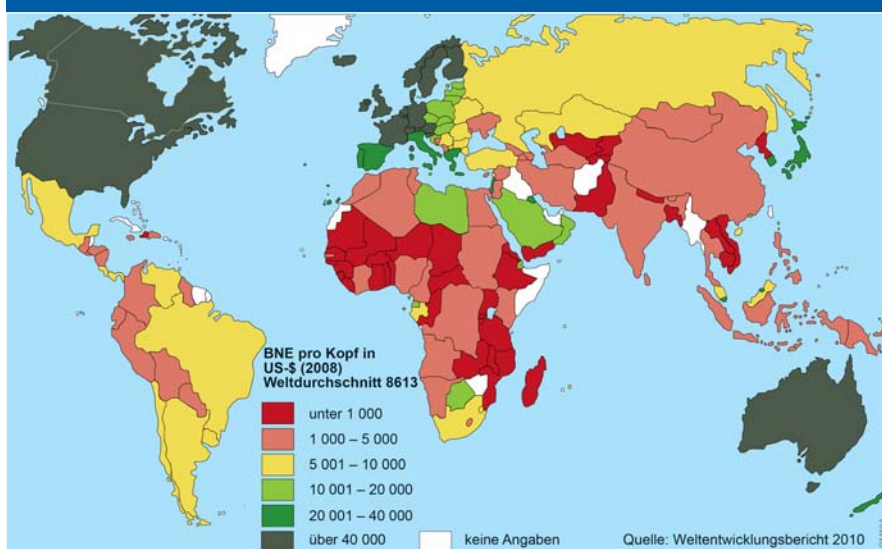 BNE pro Kopf in
US-$ (2008)
Weltdurchschnitt 8613
unter 1 000
1 000 – 5 000
5 001 – 10 000
10 001 – 20 000
20 001 – 40 000
über 40 000
keine Angaben
Quelle: Weltentwicklungsbericht 2010